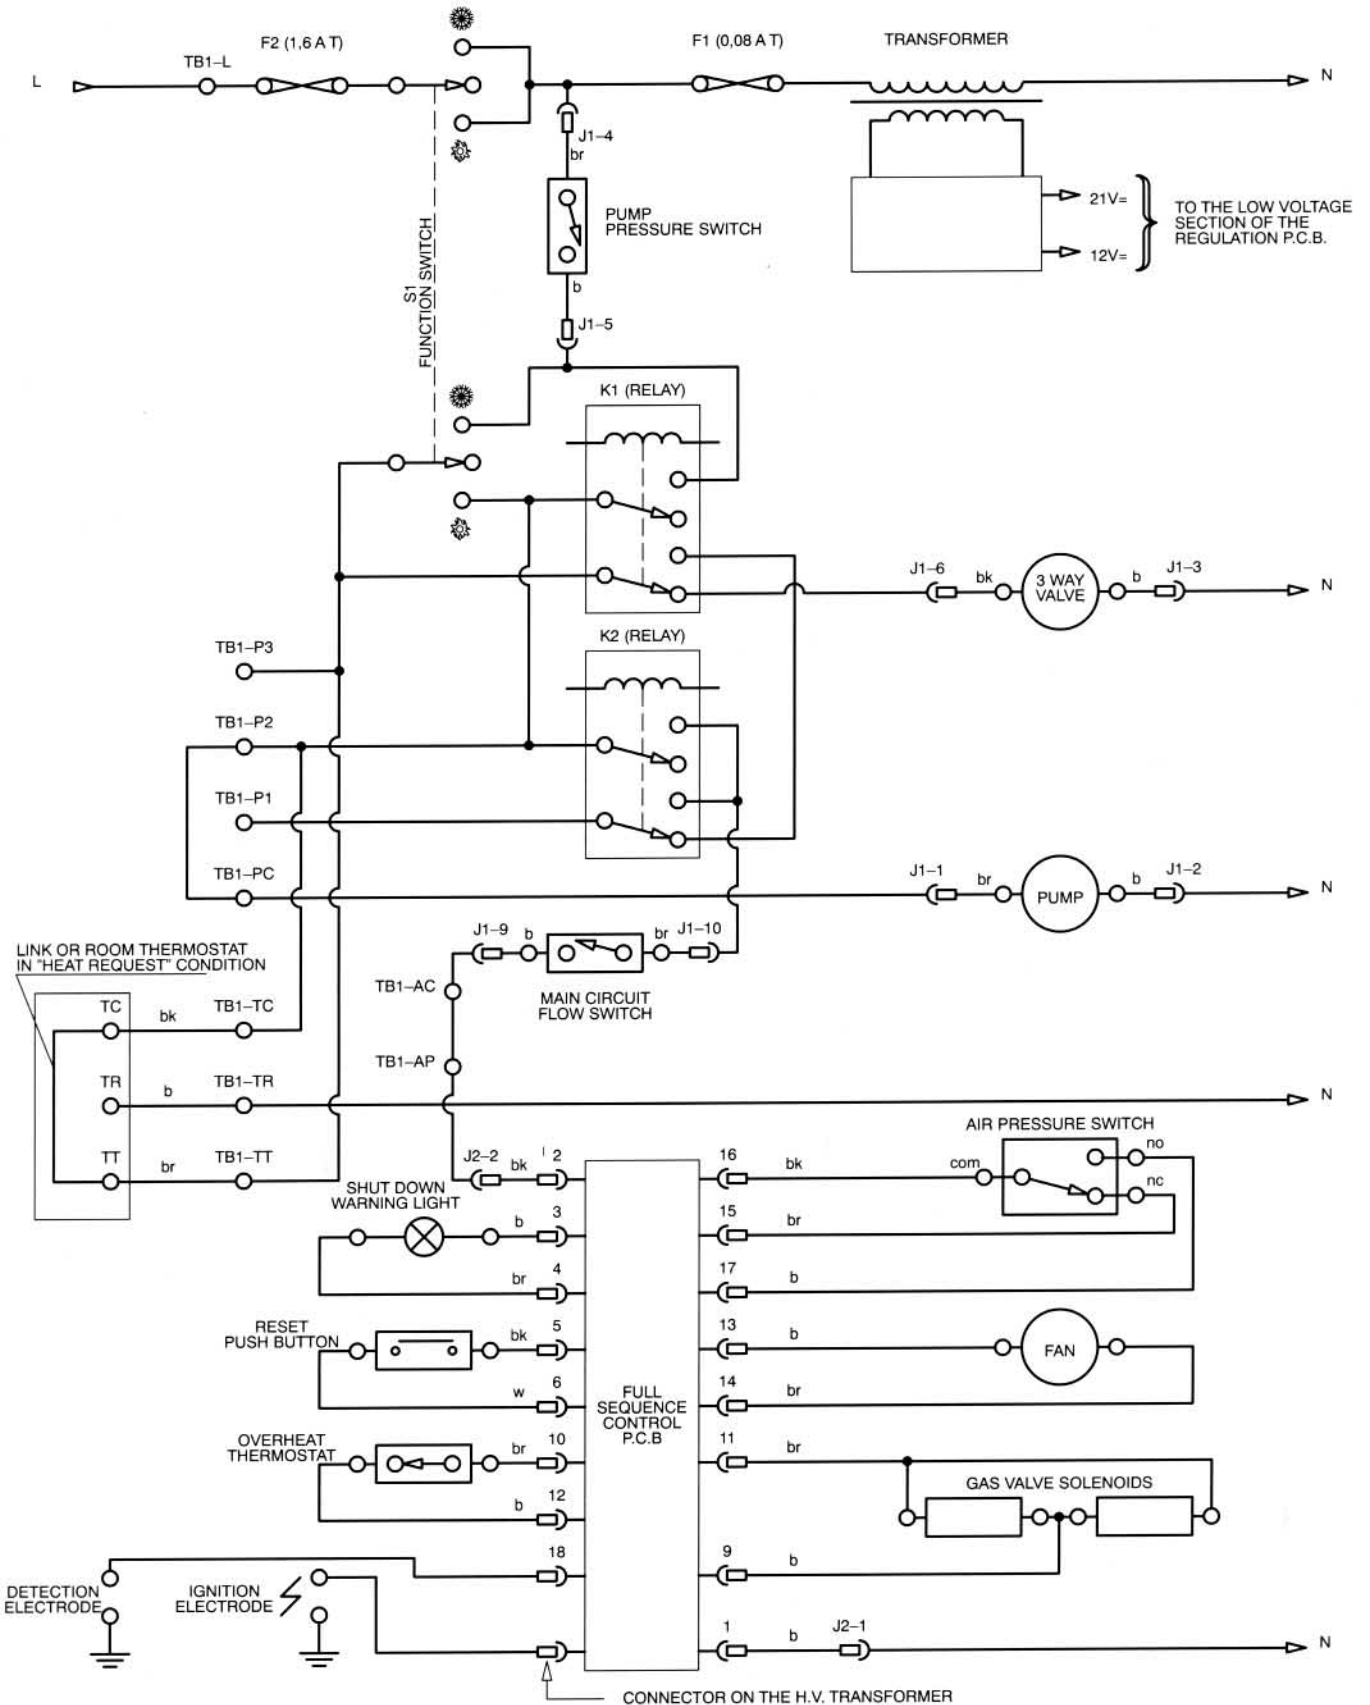 F2 (1,6 A T)
F1 (0,08 A T)
TRANSFORMER
TB1–L
L
N
J1–4
br
PUMP
PRESSURE SWITCH
21V=
12V=
TO THE LOW VOLTAGE
SECTION OF THE
REGULATION P.C.B.
S1
FUNCTION SWITCH
b
J1–5
K1 (RELAY)
J1–6
bk
3 WAY
VALVE
b
J1–3
N
K2 (RELAY)
TB1–P3
TB1–P2
TB1–P1
TB1–PC
J1–1
br
PUMP
b
J1–2
N
J1–9
b
br
J1–10
LINK OR ROOM THERMOSTAT
IN "HEAT REQUEST" CONDITION
TB1–AC
MAIN CIRCUIT
FLOW SWITCH
TC
bk
TB1–TC
TB1–AP
TR
b
TB1–TR
N
TT
br
TB1–TT
AIR PRESSURE SWITCH
no
com
nc
J2–2
bk
2
16
bk
SHUT DOWN
WARNING LIGHT
b
3
15
br
br
4
17
b
RESET
PUSH BUTTON
bk
5
13
b
FAN
w
6
14
br
FULL
SEQUENCE
CONTROL
P.C.B
OVERHEAT
THERMOSTAT
br
10
11
br
GAS VALVE SOLENOIDS
b
12
18
9
b
DETECTION
ELECTRODE
IGNITION
ELECTRODE
1
b
J2–1
N
CONNECTOR ON THE H.V. TRANSFORMER